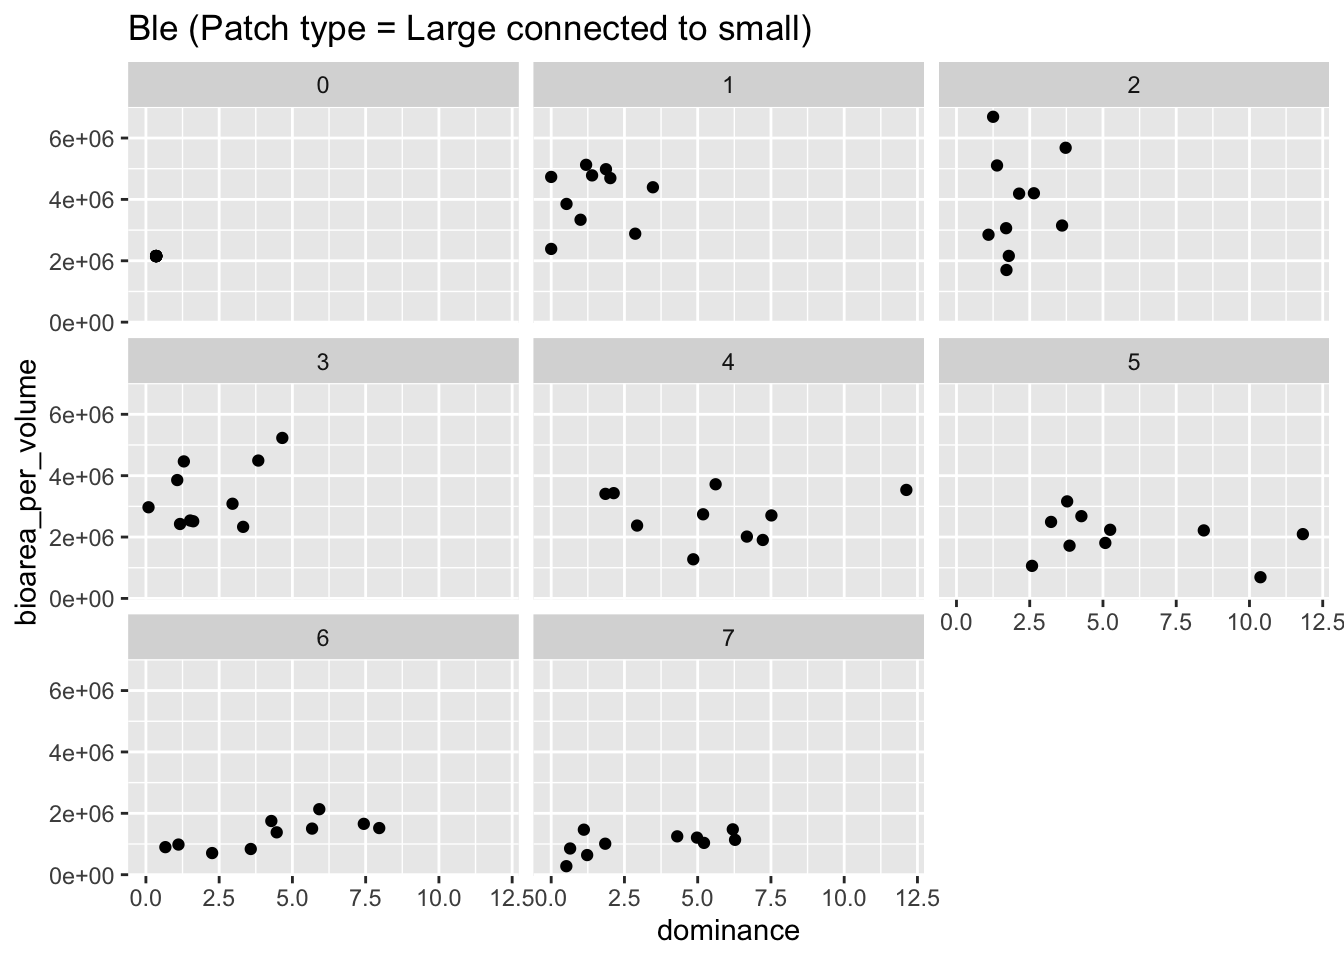 Ble (Patch type = Large connected to small)
0 1 2
6e+06
4e+06
2e+06
0e+00
3 4 5
6e+06
4e+06
2e+06
0e+00
0.0 2.5 5.0 7.5 10.0 12.5
6 7
6e+06
4e+06
2e+06
0e+00
0.0 2.5 5.0 7.5 10.0 12.5 0.0 2.5 5.0 7.5 10.0 12.5
dominance
bioarea_per_volume